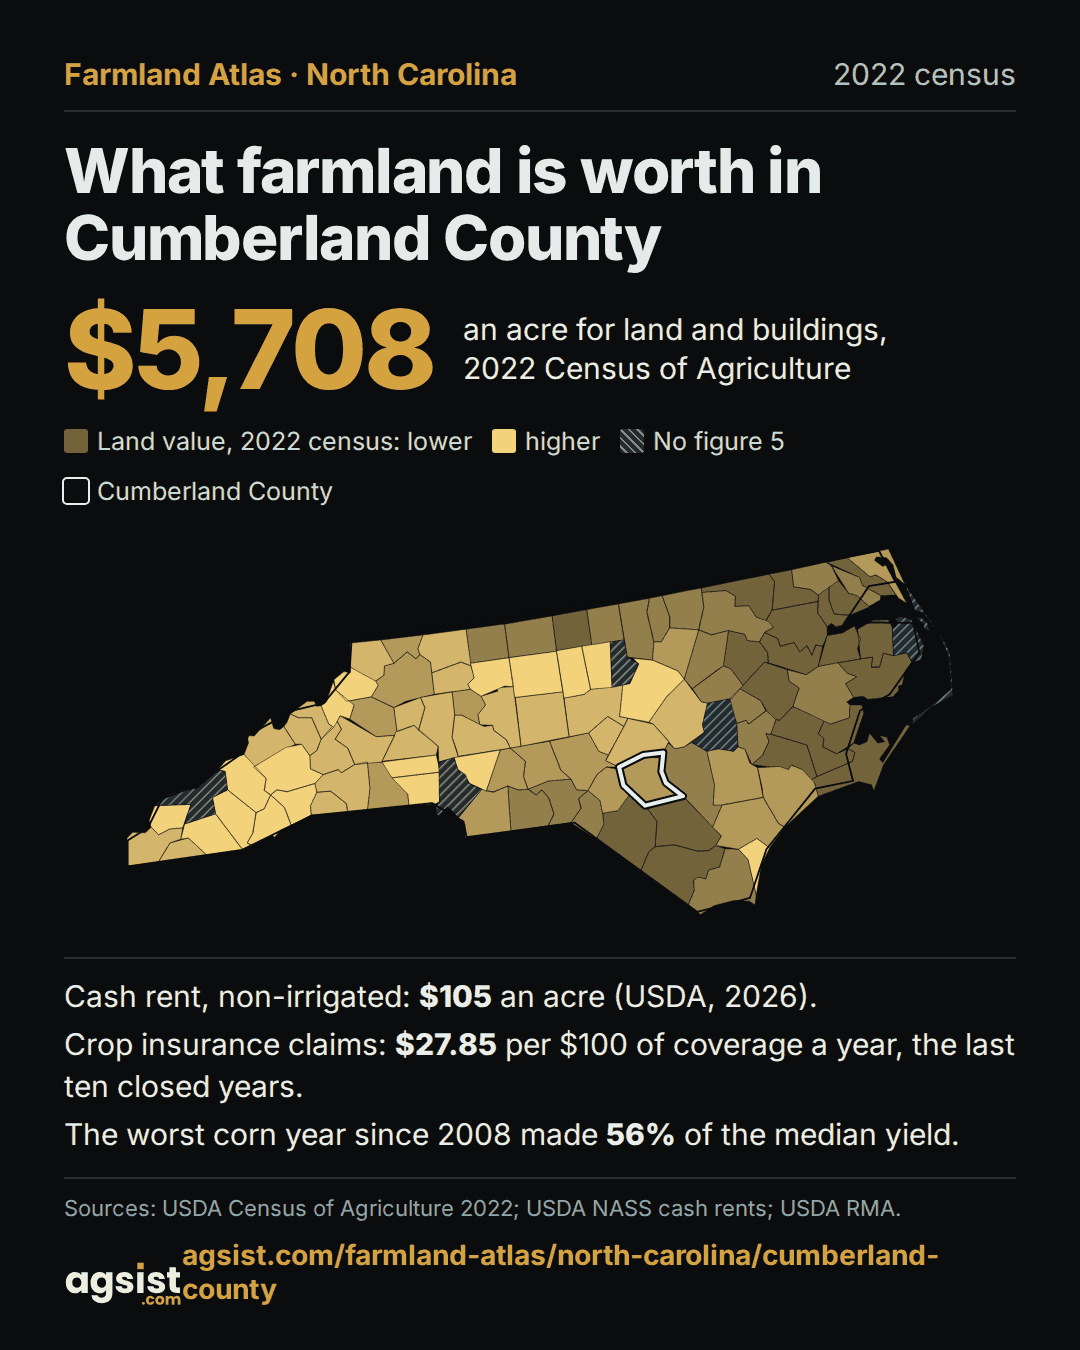 Farmland Atlas · North Carolina
2022 census
What farmland is worth in
Cumberland County
$5,708
an acre for land and buildings,
2022 Census of Agriculture
Land value, 2022 census: lower
higher
No figure 5
Cumberland County
Cash rent, non-irrigated: $105 an acre (USDA, 2026).
Crop insurance claims: $27.85 per $100 of coverage a year, the last
ten closed years.
The worst corn year since 2008 made 56% of the median yield.
Sources: USDA Census of Agriculture 2022; USDA NASS cash rents; USDA RMA.
agsist
.com
agsist.com/farmland-atlas/north-carolina/cumberland-
county